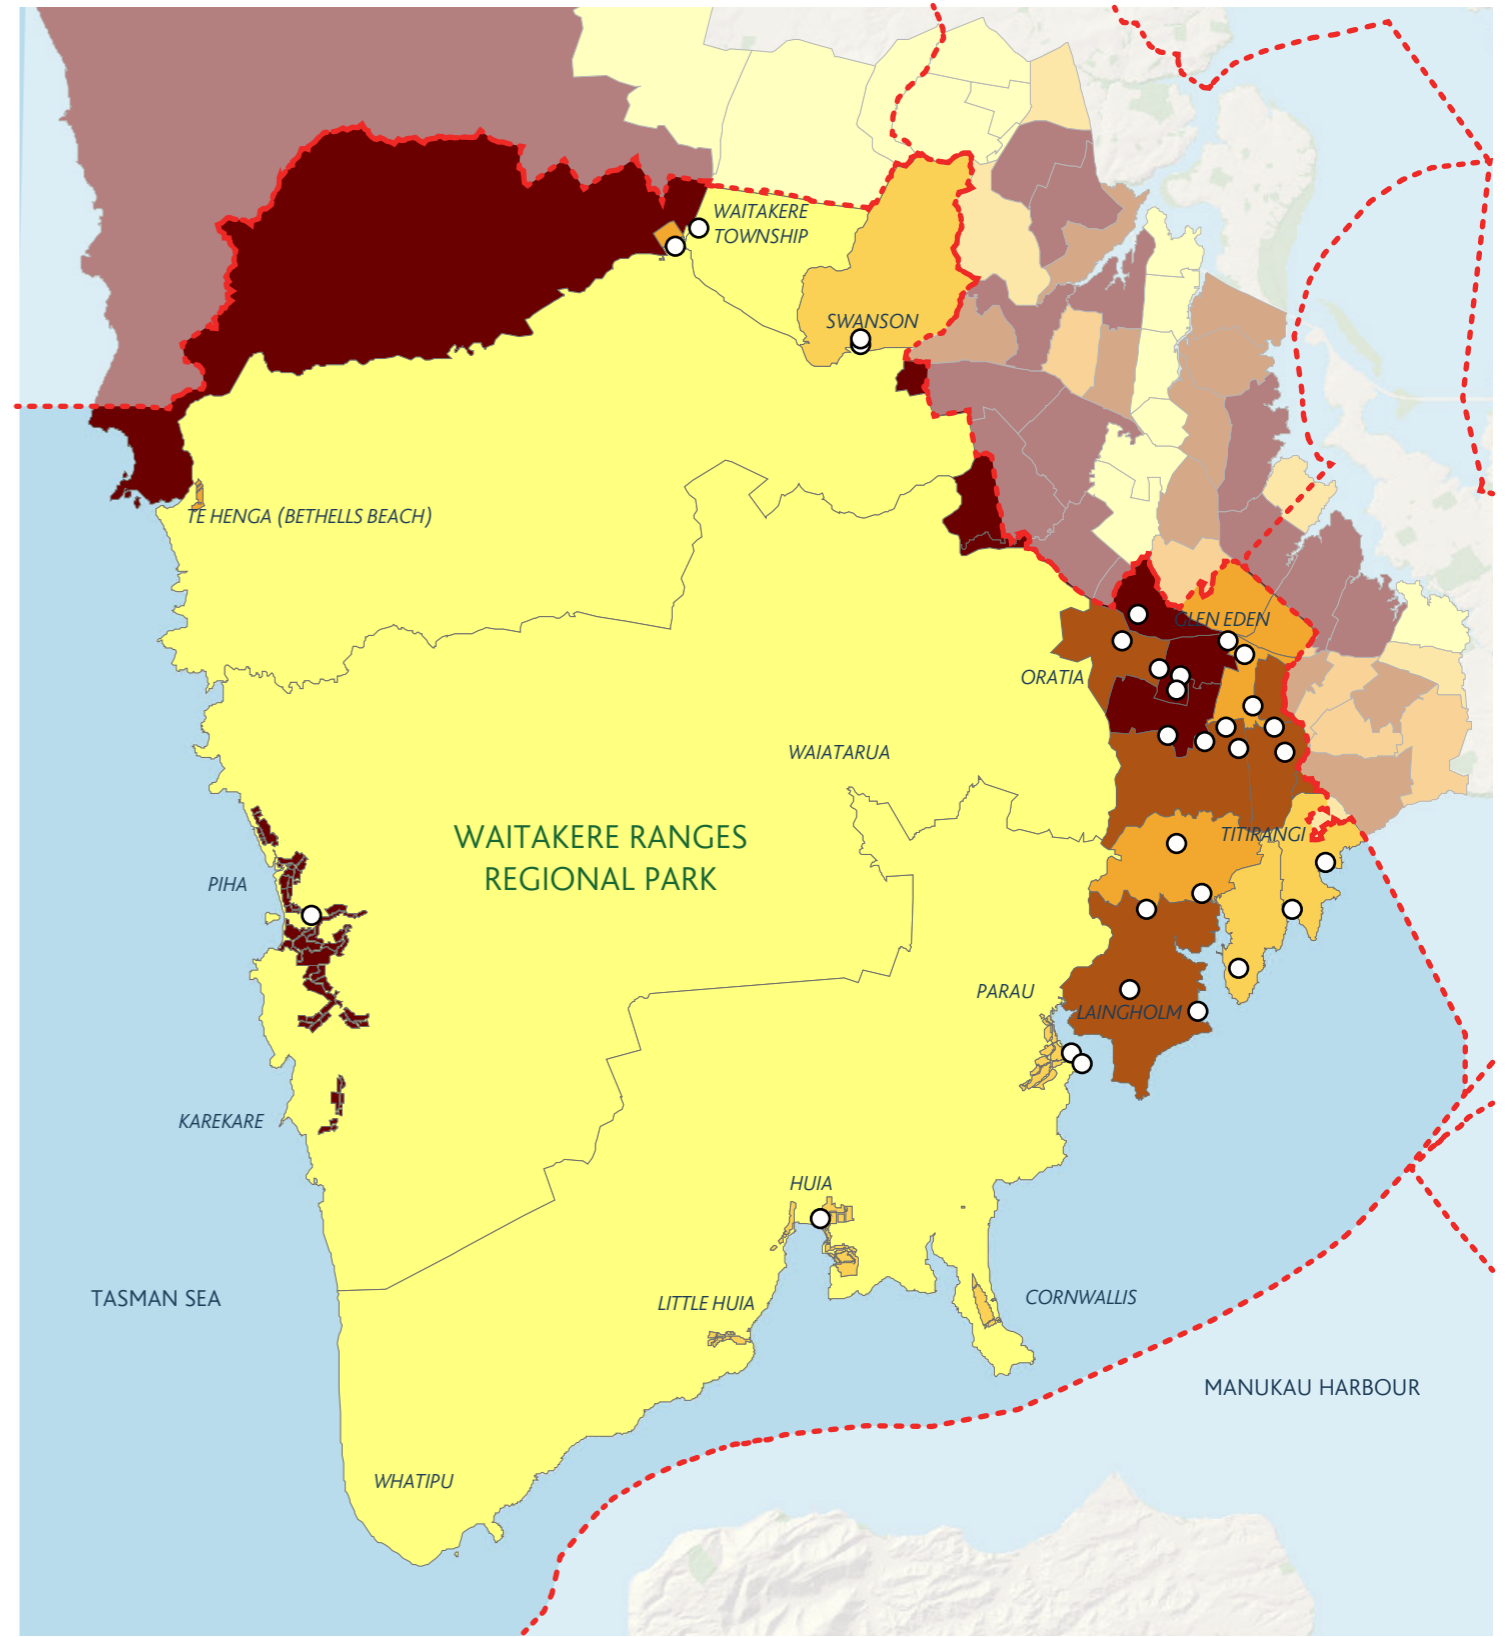 WAITAKERE
TOWNSHIP
SWANSON
TE HENGA (BETHELLS BEACH)
GLEN EDEN
ORATIA
WAIATARUA
WAITAKERE RANGES
REGIONAL PARK
TITIRANGI
PIHA
PARAU
LAINGHOLM
KAREKARE
HUIA
TASMAN SEA
LITTLE HUIA
CORNWALLIS
MANUKAU HARBOUR
WHATIPU